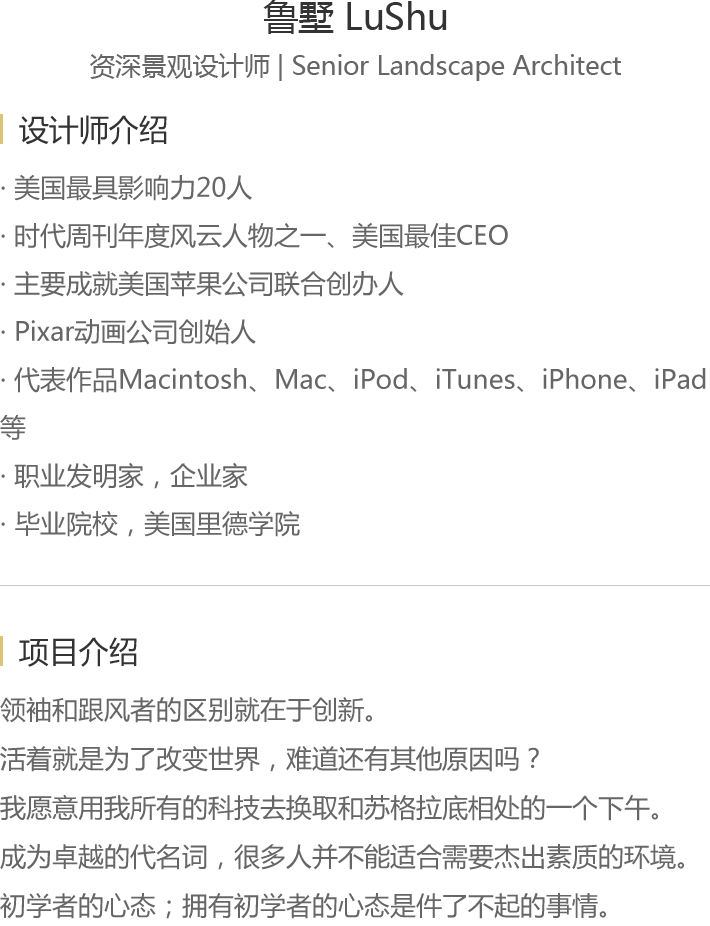 鲁墅 LuShu
资深景观设计师 | Senior Landscape Architect
设计师介绍
· 美国最具影响力20人
· 时代周刊年度风云人物之一、美国最佳CEO
· 主要成就美国苹果公司联合创办人
· Pixar动画公司创始人
· 代表作品Macintosh、Mac、iPod、iTunes、iPhone、iPad
等
· 职业发明家，企业家
· 毕业院校，美国里德学院
项目介绍
领袖和跟风者的区别就在于创新。
活着就是为了改变世界，难道还有其他原因吗？
我愿意用我所有的科技去换取和苏格拉底相处的一个下午。
成为卓越的代名词，很多人并不能适合需要杰出素质的环境。
初学者的心态；拥有初学者的心态是件了不起的事情。